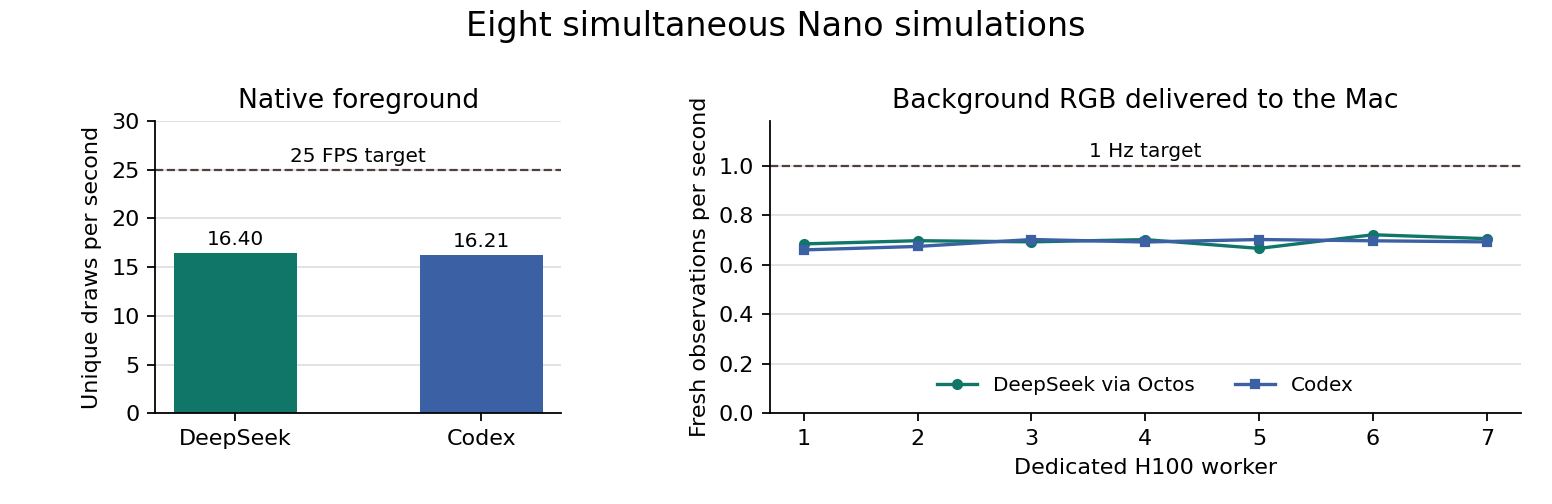 Eight simultaneous Nano simulations
Native foreground
Unique draws per second
30
25
20
15
10
5
0
25 FPS target
16.40
16.21
DeepSeek
Codex
Background RGB delivered to the Mac
Fresh observations per second
1.0
0.8
0.6
0.4
0.2
0.0
1 Hz target
DeepSeek via Octos
Codex
1 2 3 4 5 6 7
Dedicated H100 worker